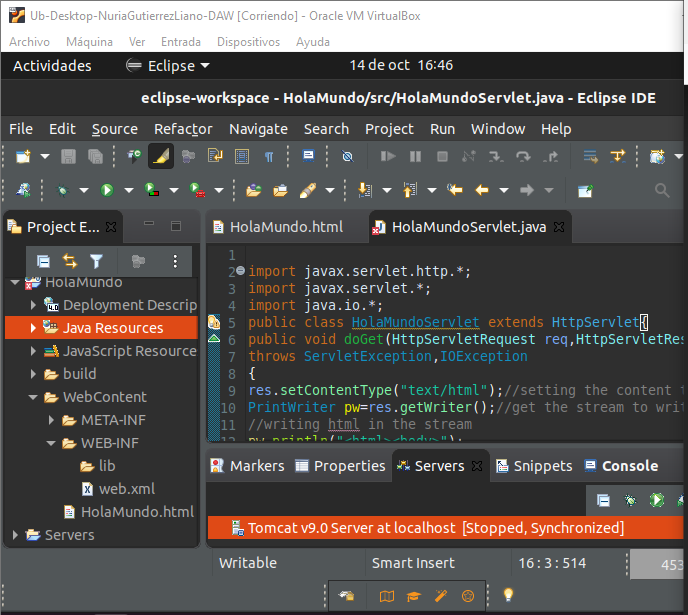 Ub-Desktop-NuriaGutierrezLiano-DAW [Corriendo] - Oracle VM VirtualBox
Archivo Máquina Ver Entrada Dispositivos Ayuda
Actividades Eclipse 14 de oct 16:46
eclipse-workspace - HolaMundo/src/HolaMundoServlet.java - Eclipse IDE
File Edit Source Refactor Navigate Search Project Run Window Help
Project E...
HolaMundo
Deployment Descrip
Java Resources
JavaScript Resource
build
WebContent
META-INF
WEB-INF
lib
web.xml
HolaMundo.html
Servers
HolaMundo.html HolaMundoServlet.java
1
2 import javax.servlet.http.*;
3 import javax.servlet.*;
4 import java.io.*;
5 public class HolaMundoServlet extends HttpServlet{
6 public void doGet(HttpServletRequest req,HttpServletRes
7 throws ServletException,IOException
8 {
9 res.setContentType("text/html");//setting the content t
10 PrintWriter pw=res.getWriter();//get the stream to writ
11 //writing html in the stream
12 pw.println("<html><body>");
Markers Properties Servers Snippets Console
Tomcat v9.0 Server at localhost [Stopped, Synchronized]
Writable Smart Insert 16 : 3 : 514 453